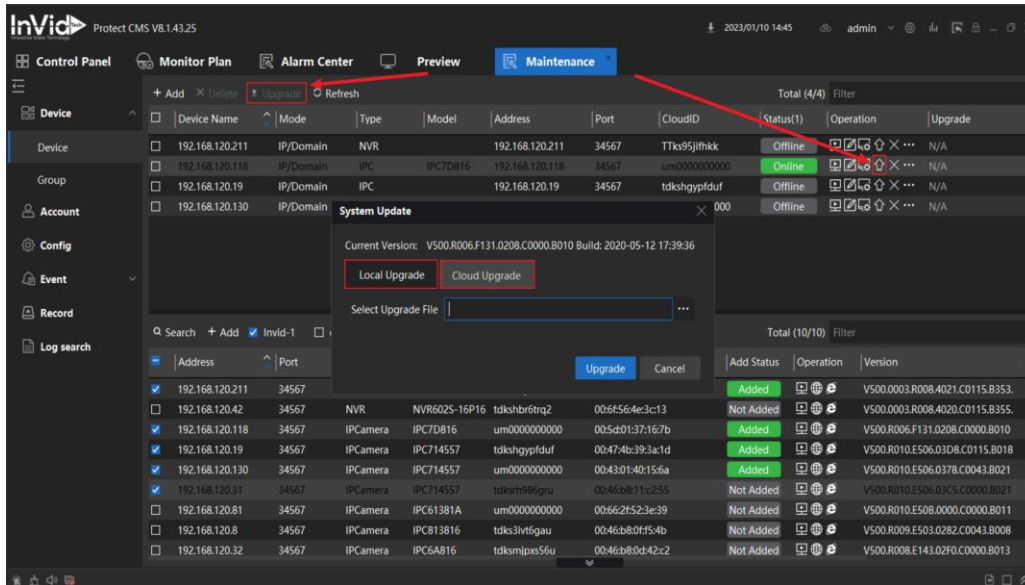 InVid Tech Protect CMS V8.1.43.25 2023/01/10 14:45 admin
Innovative Video Technology
Control Panel Monitor Plan Alarm Center Preview Maintenance
+ Add Delete Upgrade Refresh Total (4/4) Filter
Device
Device Name Mode Type Model Address Port CloudID Status(1) Operation Upgrade
Device 192.168.120.211 IP/Domain NVR 192.168.120.211 34567 TTks95jifhkk Offline N/A
192.168.120.118 IP/Domain IPC IPC7D816 192.168.120.118 34567 um0000000000 Online N/A
Group 192.168.120.19 IP/Domain IPC 192.168.120.19 34567 tdkshgypfduf Offline N/A
Account 192.168.120.130 IP/Domain 000 Offline N/A
System Update
Config Current Version: V500.R006.F131.0208.C0000.B010 Build: 2020-05-12 17:39:36
Event Local Upgrade Cloud Upgrade
Record Select Upgrade File ...
Search + Add Invid-1 Total (10/10) Filter
Log search
Address Port Add Status Operation Version
Upgrade Cancel
192.168.120.211 34567 Added V500.0003.R008.4021.C0115.B353.
192.168.120.42 34567 NVR NVR602S-16P16 tdkshbr6trq2 00:6f:56:4e:3c:13 Not Added V500.0003.R008.4020.C0115.B355.
192.168.120.118 34567 IPCamera IPC7D816 um0000000000 00:5d:01:37:16:7b Added V500.R006.F131.0208.C0000.B010
192.168.120.19 34567 IPCamera IPC714557 tdkshgypfduf 00:47:4b:39:3a:1d Added V500.R010.E506.03D8.C0115.B018
192.168.120.130 34567 IPCamera IPC714557 um0000000000 00:43:01:40:15:6a Added V500.R010.E506.0378.C0043.B021
192.168.120.31 34567 IPCamera IPC714557 tdksrh986gru 00:46:b8:11:c2:55 Not Added V500.R010.E506.03C5.C0000.B021
192.168.120.81 34567 IPCamera IPC61381A um0000000000 00:66:2f:52:3e:39 Not Added V500.R010.E508.0000.C0000.B011
192.168.120.8 34567 IPCamera IPC813816 tdks3ivt6gau 00:46:b8:0f:f5:4b Not Added V500.R009.E503.0282.C0043.B008
192.168.120.32 34567 IPCamera IPC6A816 tdksmjpxs56u 00:46:b8:0d:42:c2 Not Added V500.R008.E143.02F0.C0000.B013